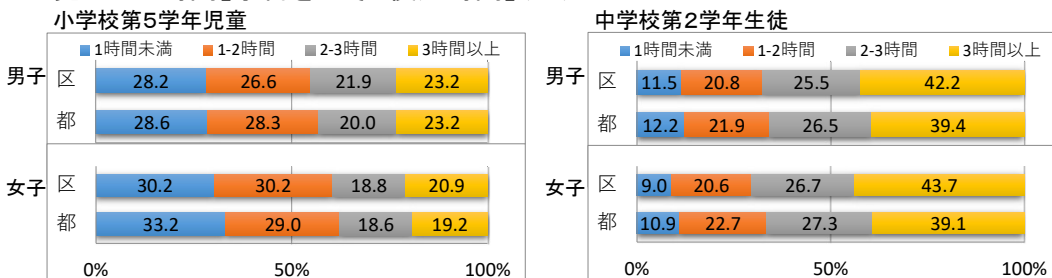 小学校第5学年児童
1時間未満 1-2時間 2-3時間 3時間以上
男子
区 28.2 26.6 21.9 23.2
都 28.6 28.3 20.0 23.2
女子
区 30.2 30.2 18.8 20.9
都 33.2 29.0 18.6 19.2
0% 50% 100%
中学校第2学年生徒
1時間未満 1-2時間 2-3時間 3時間以上
男子
区 11.5 20.8 25.5 42.2
都 12.2 21.9 26.5 39.4
女子
区 9.0 20.6 26.7 43.7
都 10.9 22.7 27.3 39.1
0% 50% 100%